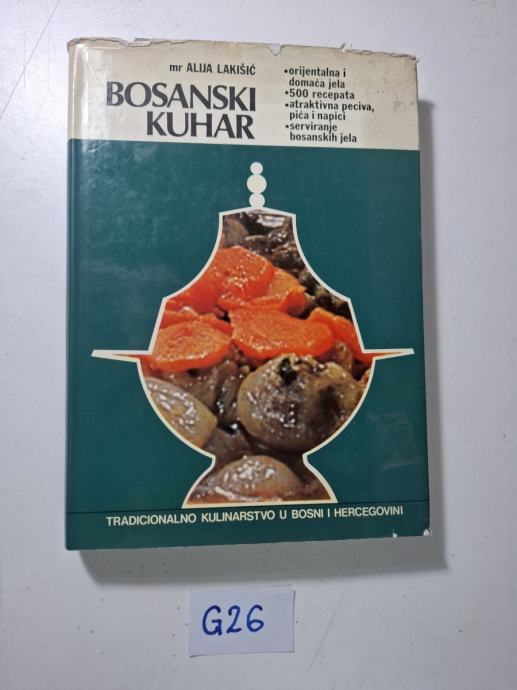 mr ALIJA LAKIŠIĆ
BOSANSKI
KUHAR
•orijentalna i
domaća jela
•500 recepata
•atraktivna peciva,
pića i napici
•serviranje
bosanskih jela
TRADICIONALNO KULINARSTVO U BOSNI I HERCEGOVINI
G26